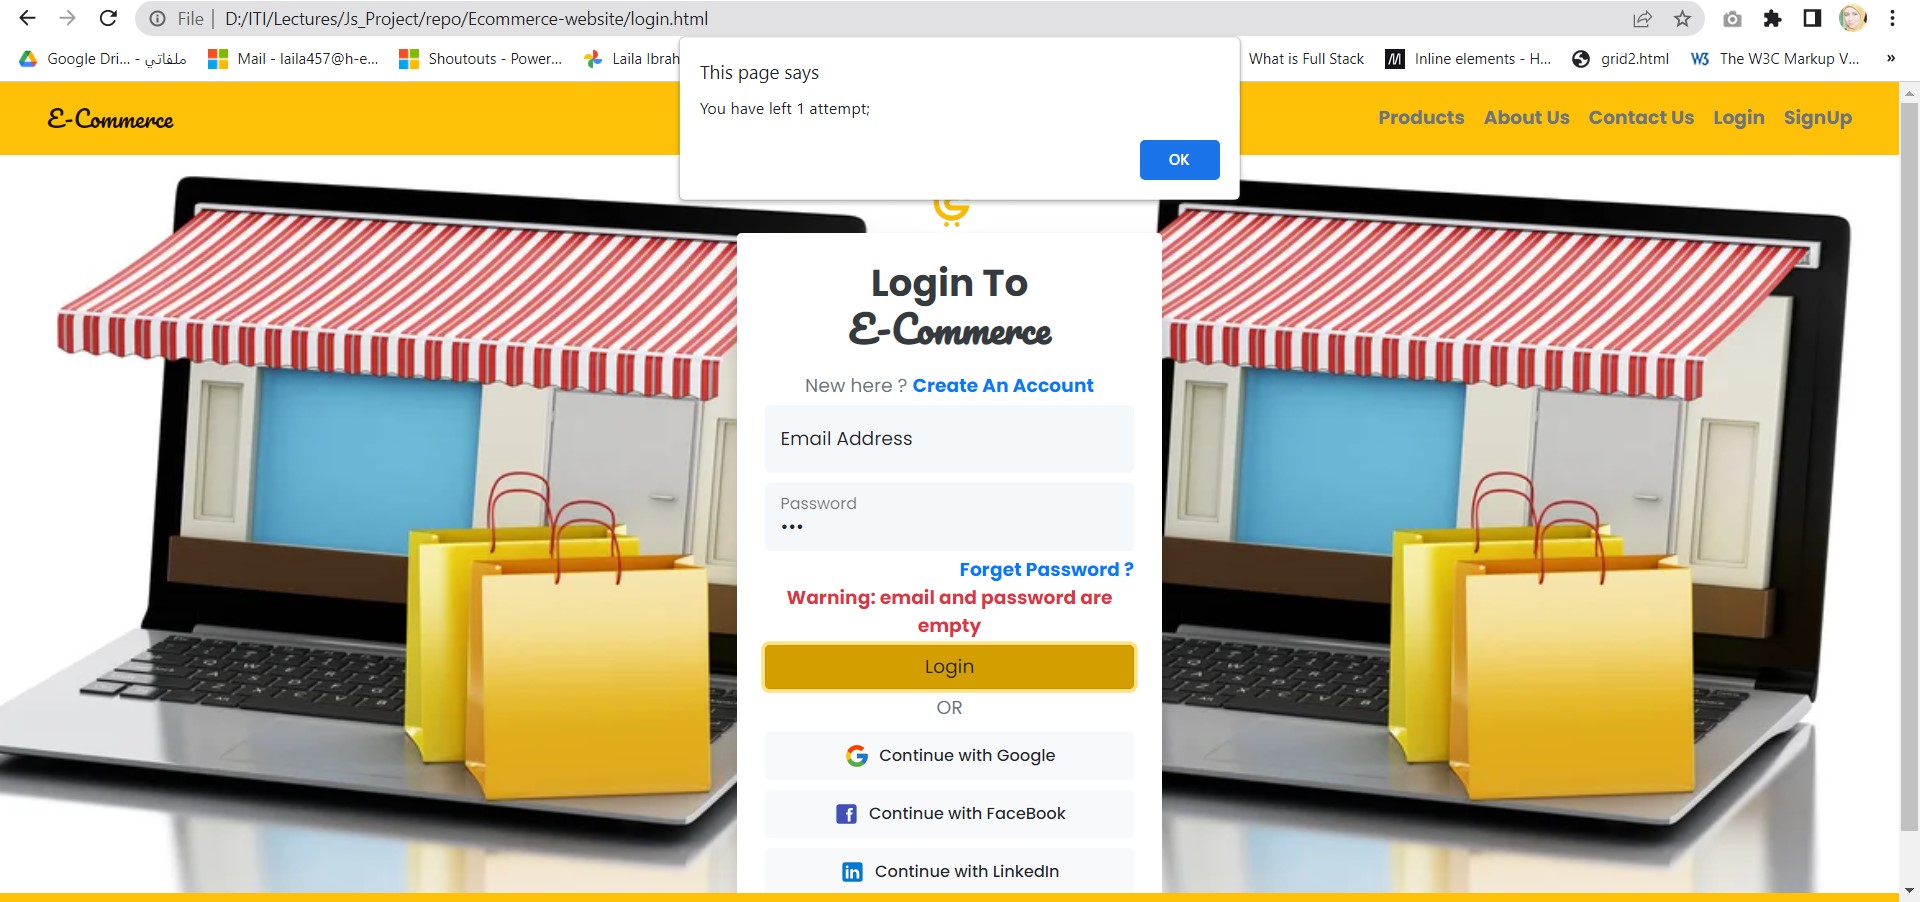 File | D:/ITI/Lectures/Js_Project/repo/Ecommerce-website/login.html
Google Dri... - ملفاتي
Mail - laila457@h-e...
Shoutouts - Power...
Laila Ibrah
What is Full Stack
Inline elements - H...
grid2.html
The W3C Markup V...
»
This page says
You have left 1 attempt;
OK
E-Commerce
Products
About Us
Contact Us
Login
SignUp
Login To
E-Commerce
New here ? Create An Account
Email Address
Password
•••
Forget Password ?
Warning: email and password are
empty
Login
OR
Continue with Google
Continue with FaceBook
Continue with LinkedIn